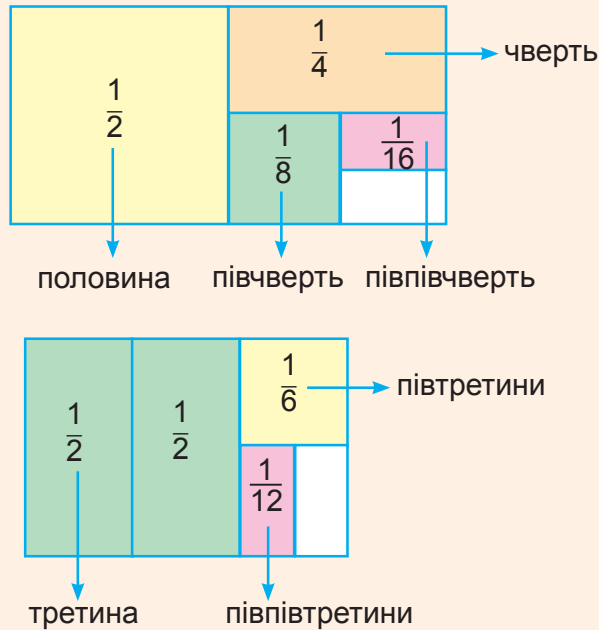 1/2
1/4
чверть
1/8
1/16
половина
півчверть
півпівчверть
1/2
1/2
1/6
півтретини
1/12
третина
півпівтретини